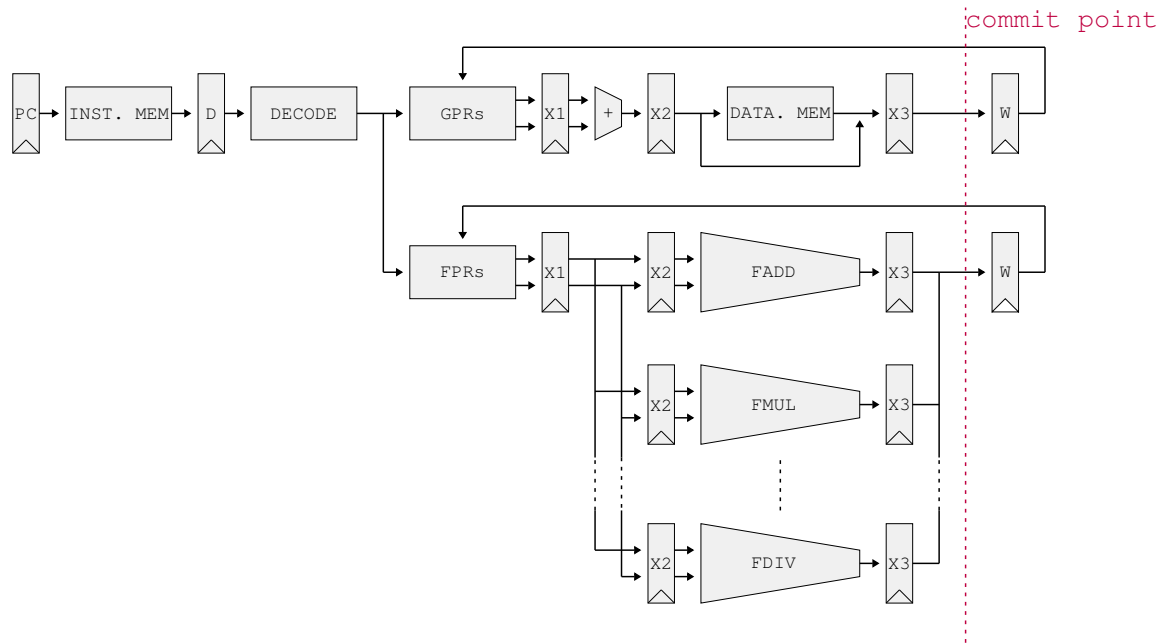 commit point
PC INST. MEM D DECODE GPRs X1 + X2 DATA. MEM X3 W
FPRs X1 X2 FADD X3 W
X2 FMUL X3
X2 FDIV X3